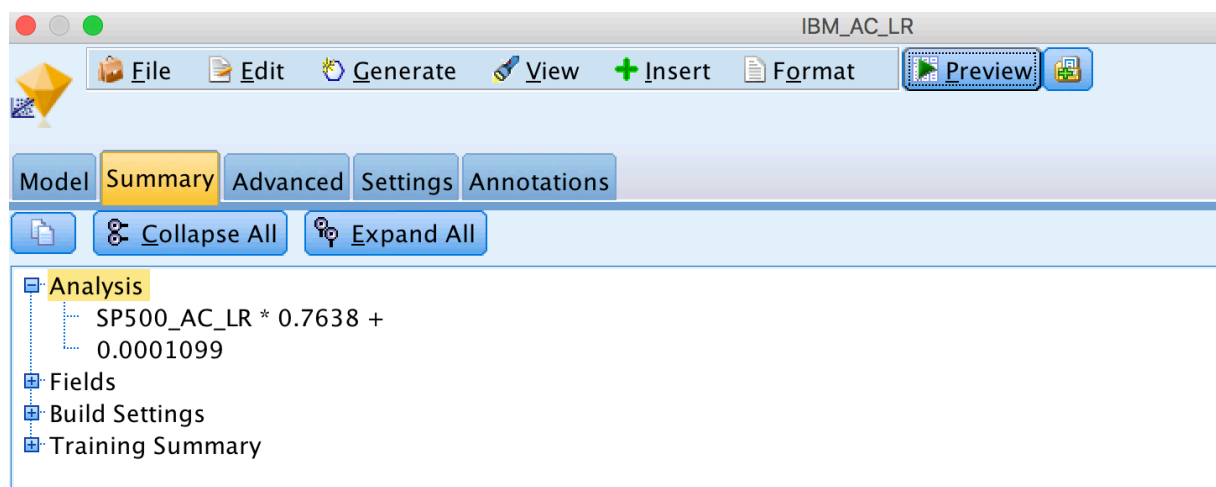 IBM_AC_LR
File Edit Generate View Insert Format Preview
Model Summary Advanced Settings Annotations
Collapse All Expand All
Analysis
SP500_AC_LR * 0.7638 +
0.0001099
Fields
Build Settings
Training Summary